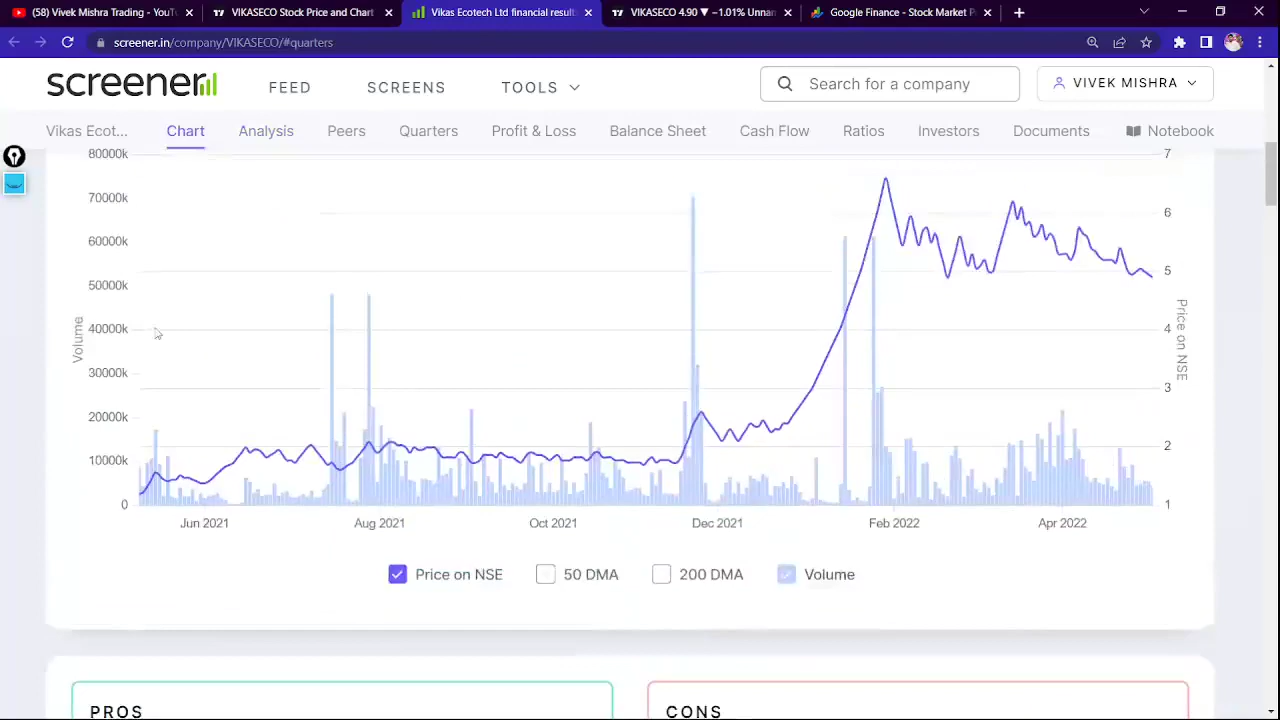 (58) Vivek Mishra Trading - YouT
VIKASECO Stock Price and Chart
Vikas Ecotech Ltd financial result
VIKASECO 4.90 ▼ −1.01% Unnar
Google Finance - Stock Market P
screener.in/company/VIKASECO/#quarters
screener
FEED
SCREENS
TOOLS
Search for a company
VIVEK MISHRA
Vikas Ecot...
Chart
Analysis
Peers
Quarters
Profit & Loss
Balance Sheet
Cash Flow
Ratios
Investors
Documents
Notebook
80000k
70000k
60000k
50000k
40000k
30000k
20000k
10000k
0
Volume
7
6
5
4
3
2
1
Price on NSE
Jun 2021
Aug 2021
Oct 2021
Dec 2021
Feb 2022
Apr 2022
Price on NSE
50 DMA
200 DMA
Volume
PROS
CONS